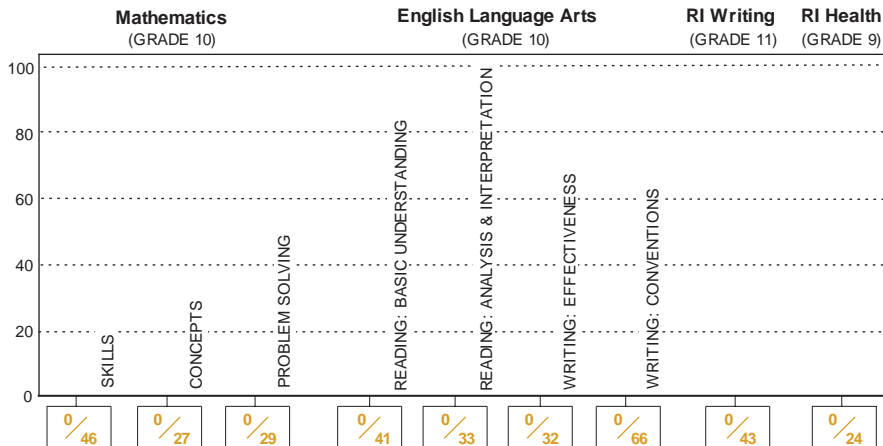 Mathematics English Language Arts RI Writing RI Health
(GRADE 10) (GRADE 10) (GRADE 11) (GRADE 9)
100
80
60
40
20
0
SKILLS
CONCEPTS
PROBLEM SOLVING
READING: BASIC UNDERSTANDING
READING: ANALYSIS & INTERPRETATION
WRITING: EFFECTIVENESS
WRITING: CONVENTIONS
0/46 0/27 0/29 0/41 0/33 0/32 0/66 0/43 0/24